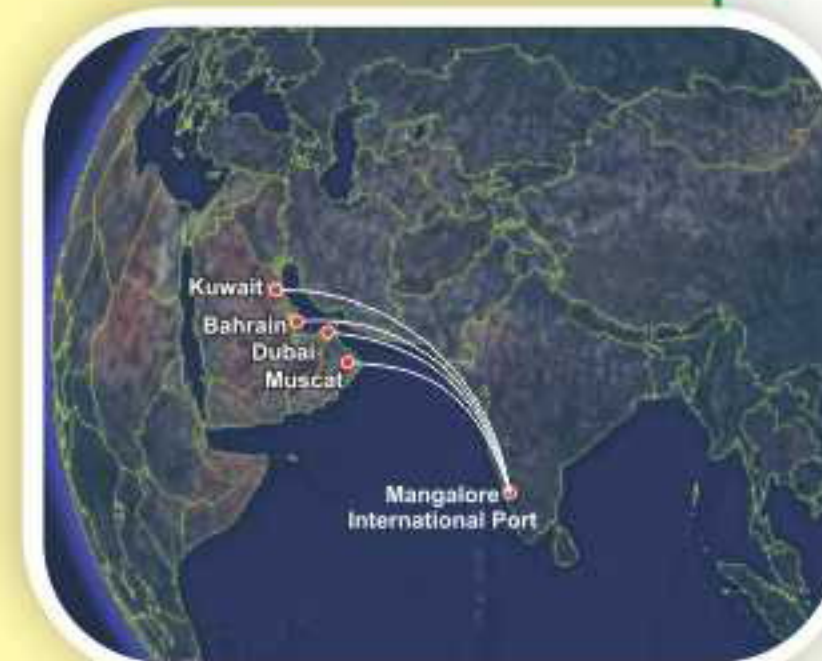 Kuwait
Bahrain
Dubai
Muscat
Mangalore
International Port